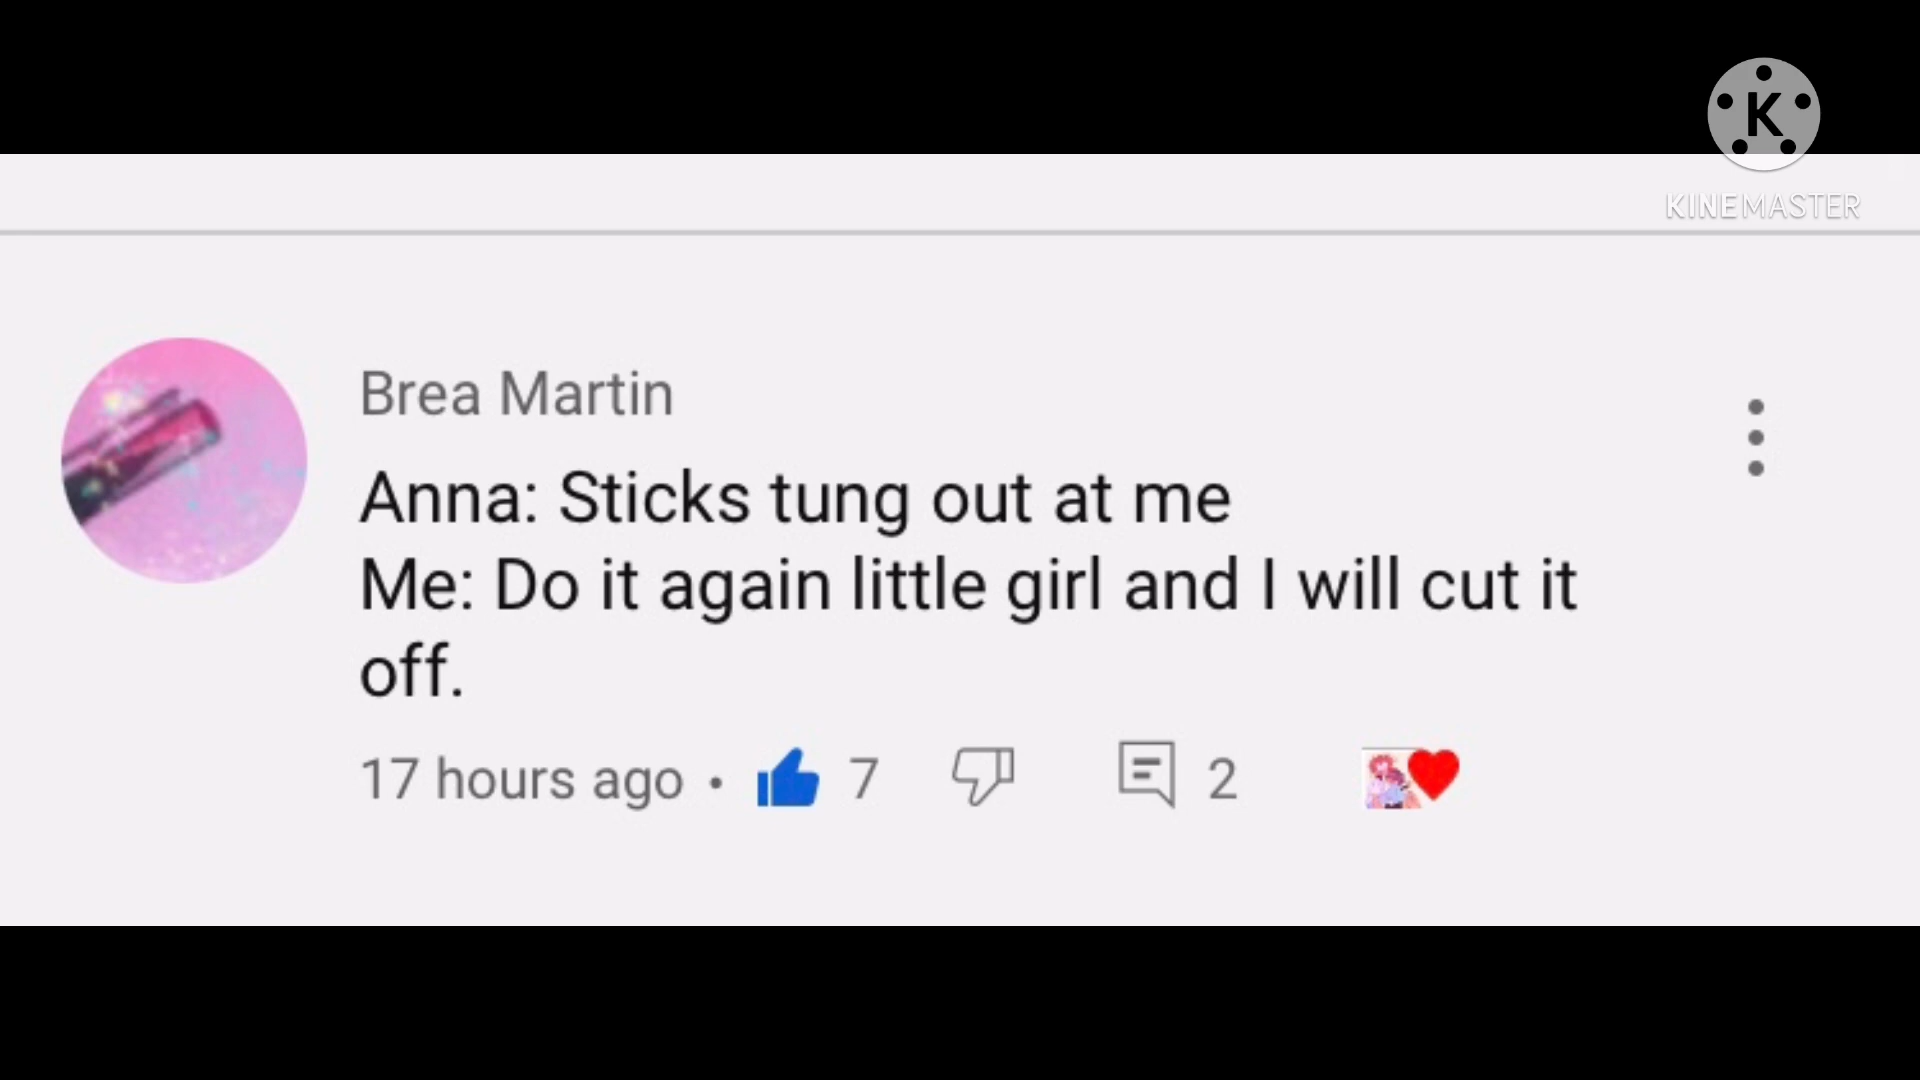 K
KINEMASTER
Brea Martin
Anna: Sticks tung out at me
Me: Do it again little girl and I will cut it
off.
17 hours ago • 7 2